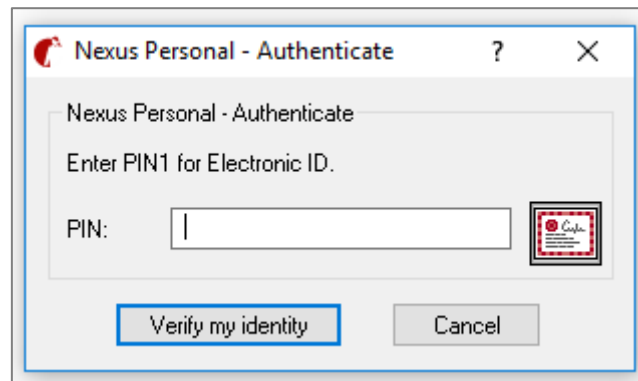 Nexus Personal - Authenticate ?
Nexus Personal - Authenticate
Enter PIN1 for Electronic ID.
PIN:
Verify my identity Cancel